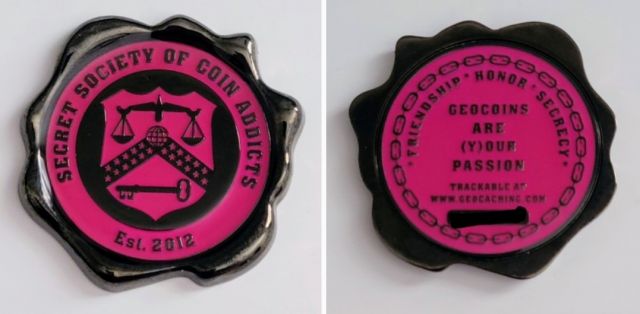 SECRET SOCIETY OF COIN ADDICTS
Est. 2012
*FRIENDSHIP * HONOR * SECRECY*
GEOCOINS
ARE
(Y)OUR
PASSION
TRACKABLE AT
WWW.GEOCACHING.COM